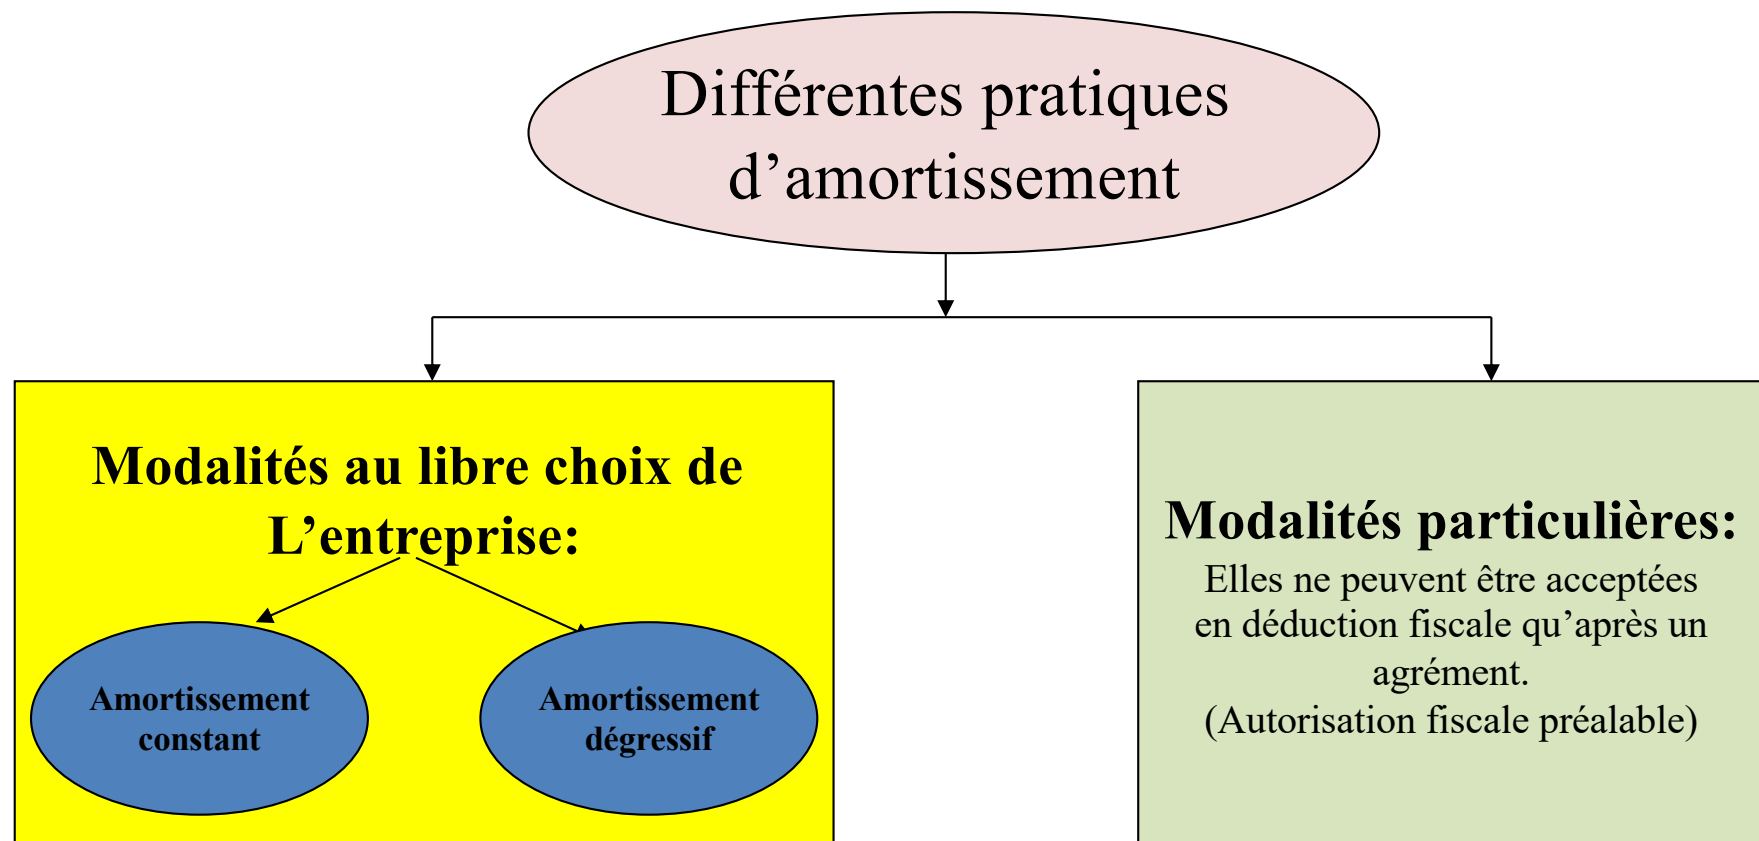 Différentes pratiques
d’amortissement
Modalités au libre choix de
L’entreprise:
Amortissement
constant
Amortissement
dégressif
Modalités particulières:
Elles ne peuvent être acceptées
en déduction fiscale qu’après un
agrément.
(Autorisation fiscale préalable)